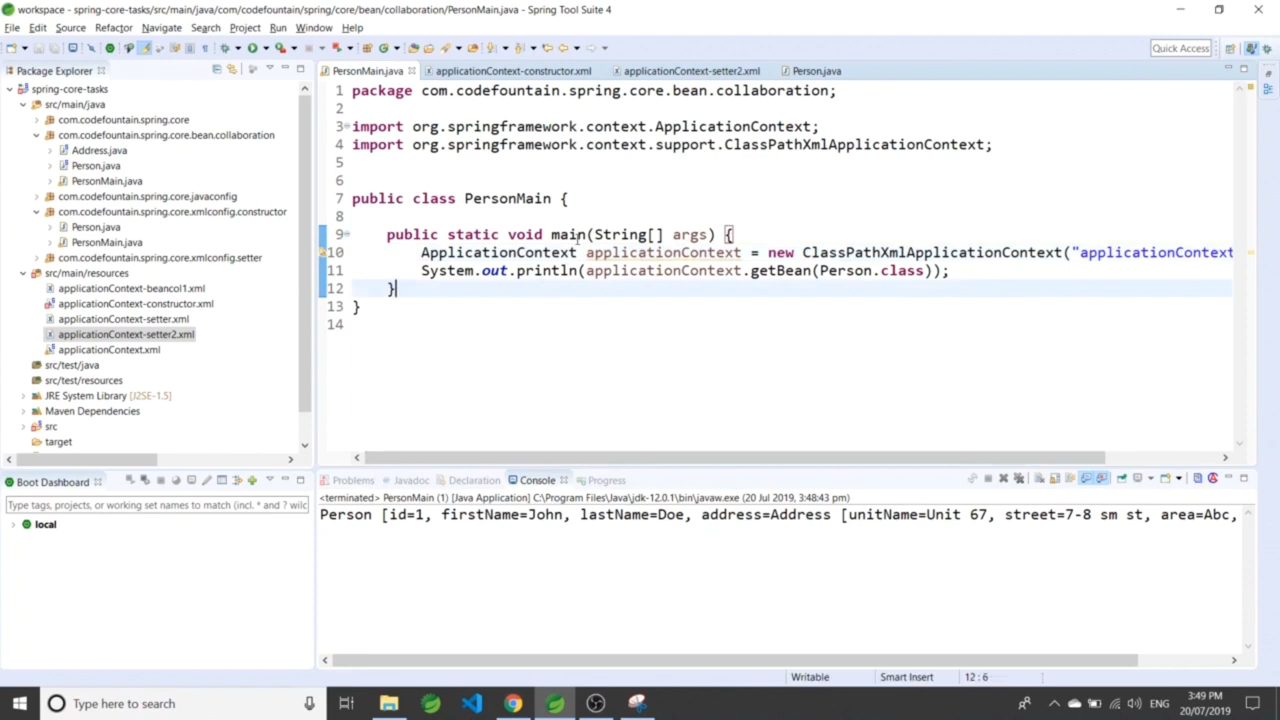 workspace - spring-core-tasks/src/main/java/com/codefountain/spring/core/bean/collaboration/PersonMain.java - Spring Tool Suite 4
File Edit Source Refactor Navigate Search Project Run Window Help
Quick Access
Package Explorer
spring-core-tasks
src/main/java
com.codefountain.spring.core
com.codefountain.spring.core.bean.collaboration
Address.java
Person.java
PersonMain.java
com.codefountain.spring.core.javaconfig
com.codefountain.spring.core.xmlconfig.constructor
Person.java
PersonMain.java
com.codefountain.spring.core.xmlconfig.setter
src/main/resources
applicationContext-beancol1.xml
applicationContext-constructor.xml
applicationContext-setter.xml
applicationContext-setter2.xml
applicationContext.xml
src/test/java
src/test/resources
JRE System Library [J2SE-1.5]
Maven Dependencies
src
target
PersonMain.java applicationContext-constructor.xml applicationContext-setter2.xml Person.java
1 package com.codefountain.spring.core.bean.collaboration;
2
3 import org.springframework.context.ApplicationContext;
4 import org.springframework.context.support.ClassPathXmlApplicationContext;
5
6
7 public class PersonMain {
8
9 public static void main(String[] args) {
10 ApplicationContext applicationContext = new ClassPathXmlApplicationContext("applicationContext
11 System.out.println(applicationContext.getBean(Person.class));
12 }
13 }
14
Boot Dashboard
Type tags, projects, or working set names to match (incl. * and ? wilc
local
Problems Javadoc Declaration Console Progress
<terminated> PersonMain (1) [Java Application] C:\Program Files\Java\jdk-12.0.1\bin\javaw.exe (20 Jul 2019, 3:48:43 pm)
Person [id=1, firstName=John, lastName=Doe, address=Address [unitName=Unit 67, street=7-8 sm st, area=Abc,
Writable Smart Insert 12 : 6
Type here to search
ENG
3:49 PM
20/07/2019